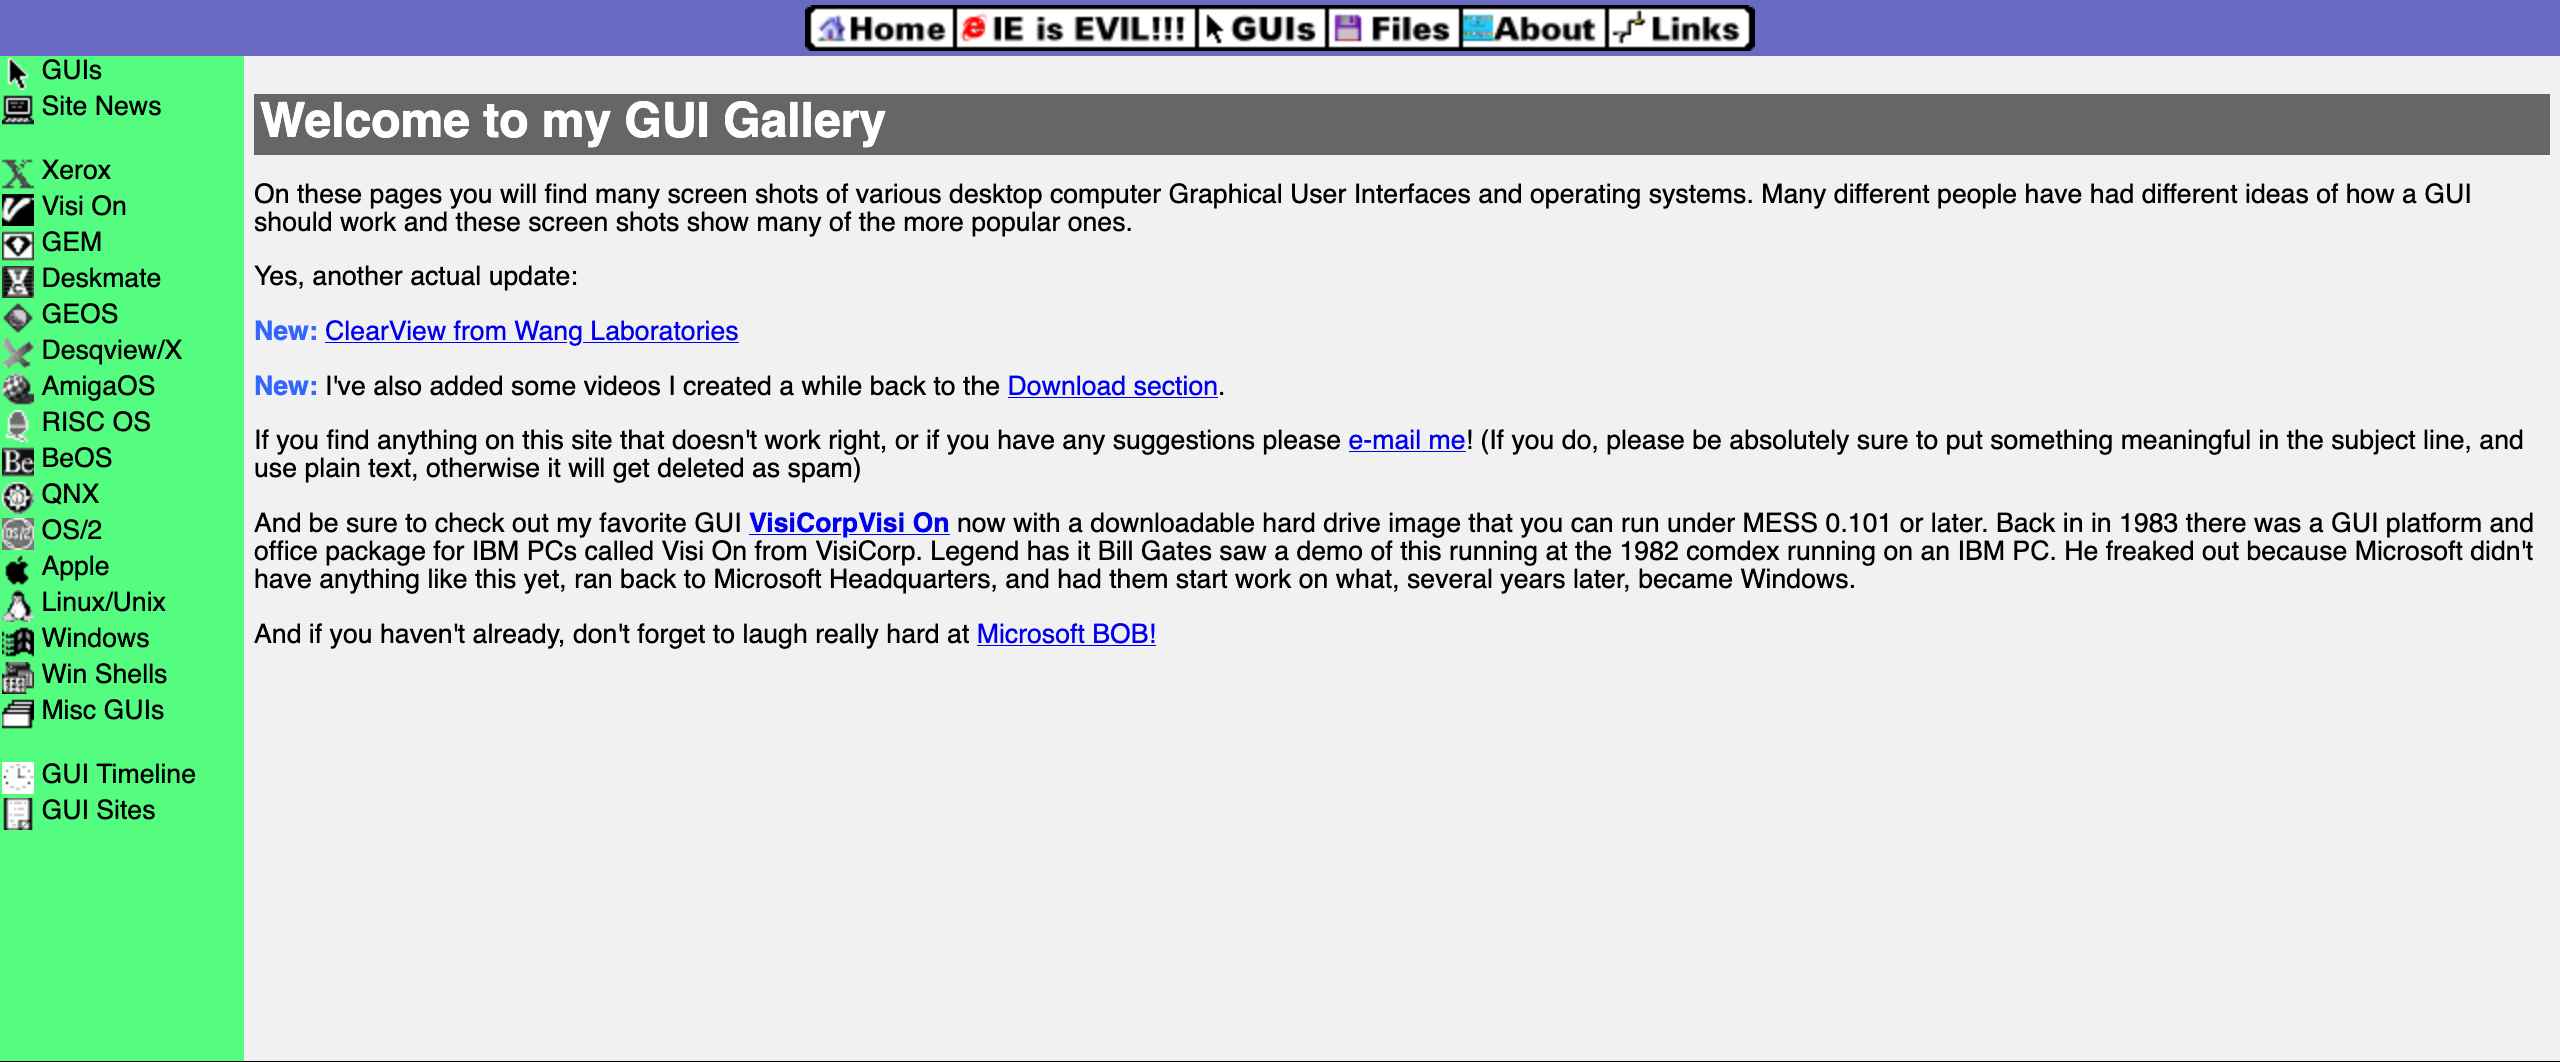 Home IE is EVIL!!! GUIs Files About Links
GUIs
Site News
Xerox
Visi On
GEM
Deskmate
GEOS
Desqview/X
AmigaOS
RISC OS
Be BeOS
QNX
OS/2 OS/2
Apple
Linux/Unix
Windows
Win Shells
Misc GUIs
GUI Timeline
GUI Sites
Welcome to my GUI Gallery
On these pages you will find many screen shots of various desktop computer Graphical User Interfaces and operating systems. Many different people have had different ideas of how a GUI
should work and these screen shots show many of the more popular ones.
Yes, another actual update:
New: ClearView from Wang Laboratories
New: I've also added some videos I created a while back to the Download section.
If you find anything on this site that doesn't work right, or if you have any suggestions please e-mail me! (If you do, please be absolutely sure to put something meaningful in the subject line, and
use plain text, otherwise it will get deleted as spam)
And be sure to check out my favorite GUI VisiCorpVisi On now with a downloadable hard drive image that you can run under MESS 0.101 or later. Back in in 1983 there was a GUI platform and
office package for IBM PCs called Visi On from VisiCorp. Legend has it Bill Gates saw a demo of this running at the 1982 comdex running on an IBM PC. He freaked out because Microsoft didn't
have anything like this yet, ran back to Microsoft Headquarters, and had them start work on what, several years later, became Windows.
And if you haven't already, don't forget to laugh really hard at Microsoft BOB!